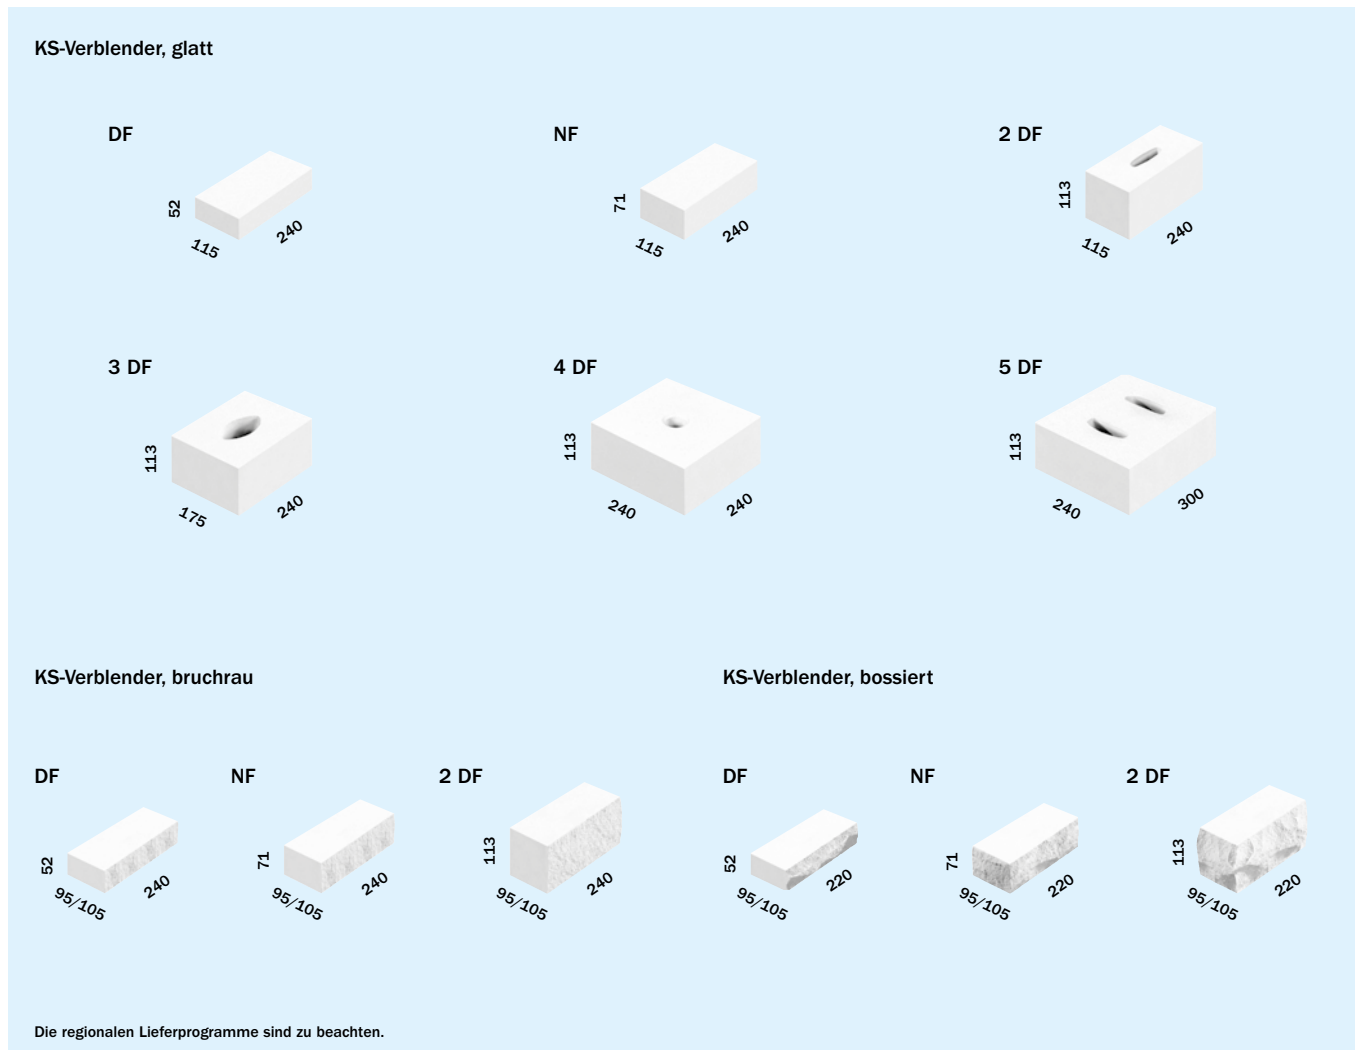 KS-Verblender, glatt
DF
52
115
240
NF
71
115
240
2 DF
113
115
240
3 DF
113
175
240
4 DF
113
240
240
5 DF
113
240
300
KS-Verblender, bruchrau
DF
52
95/105
240
NF
71
95/105
240
2 DF
113
95/105
240
KS-Verblender, bossiert
DF
52
95/105
220
NF
71
95/105
220
2 DF
113
95/105
220
Die regionalen Lieferprogramme sind zu beachten.